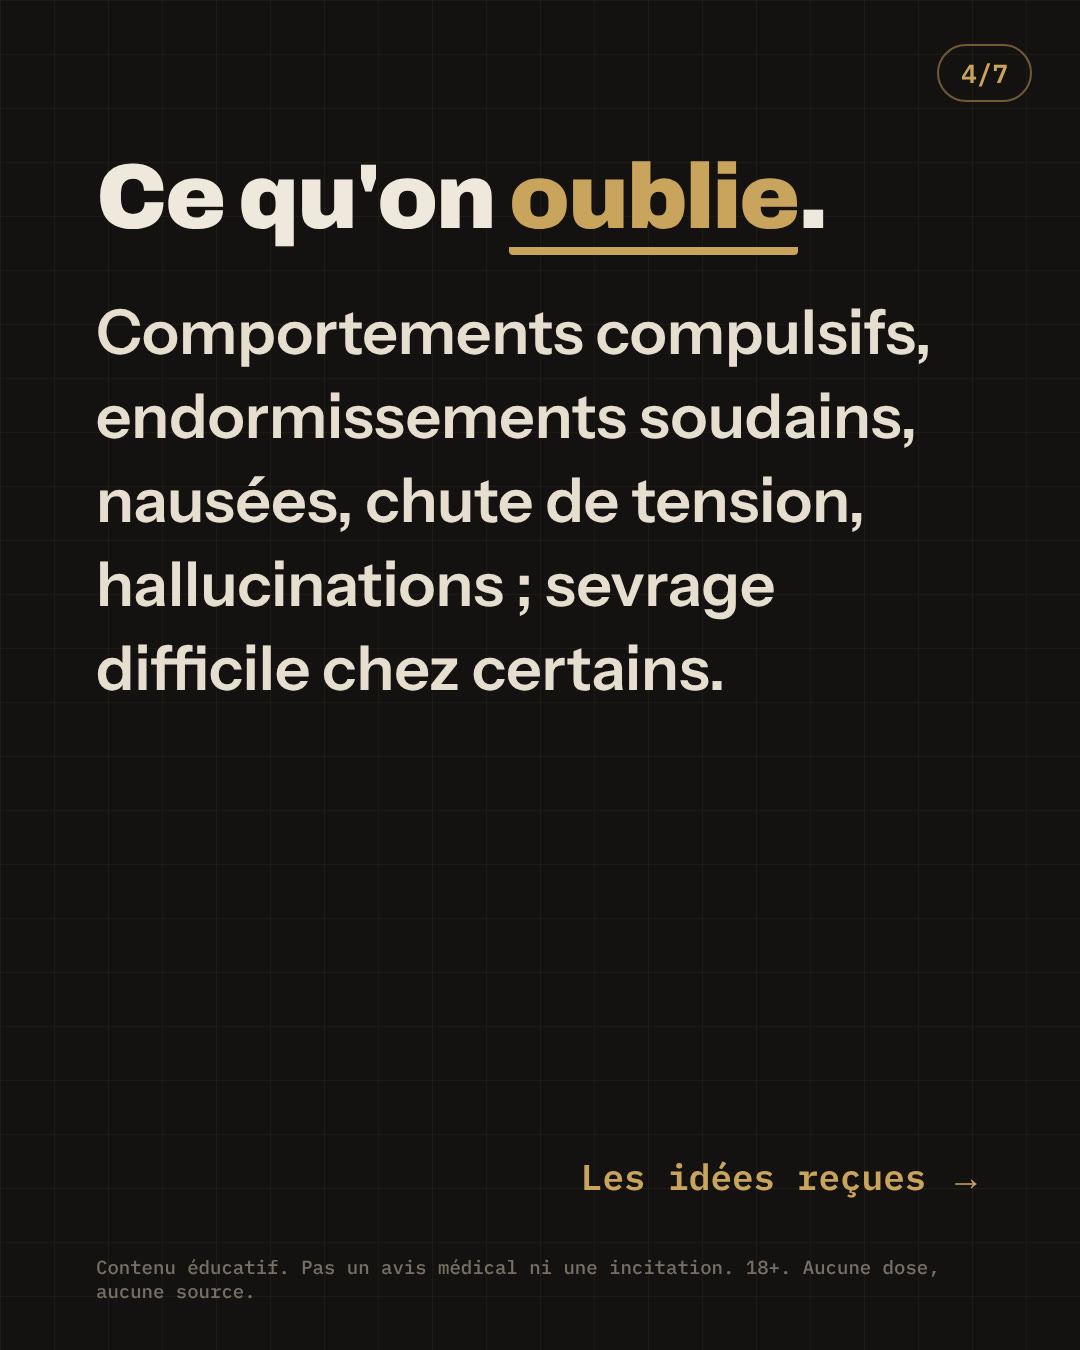 4/7
Ce qu'on oublie.
Comportements compulsifs,
endormissements soudains,
nausées, chute de tension,
hallucinations ; sevrage
difficile chez certains.
Les idées reçues →
Contenu éducatif. Pas un avis médical ni une incitation. 18+. Aucune dose,
aucune source.